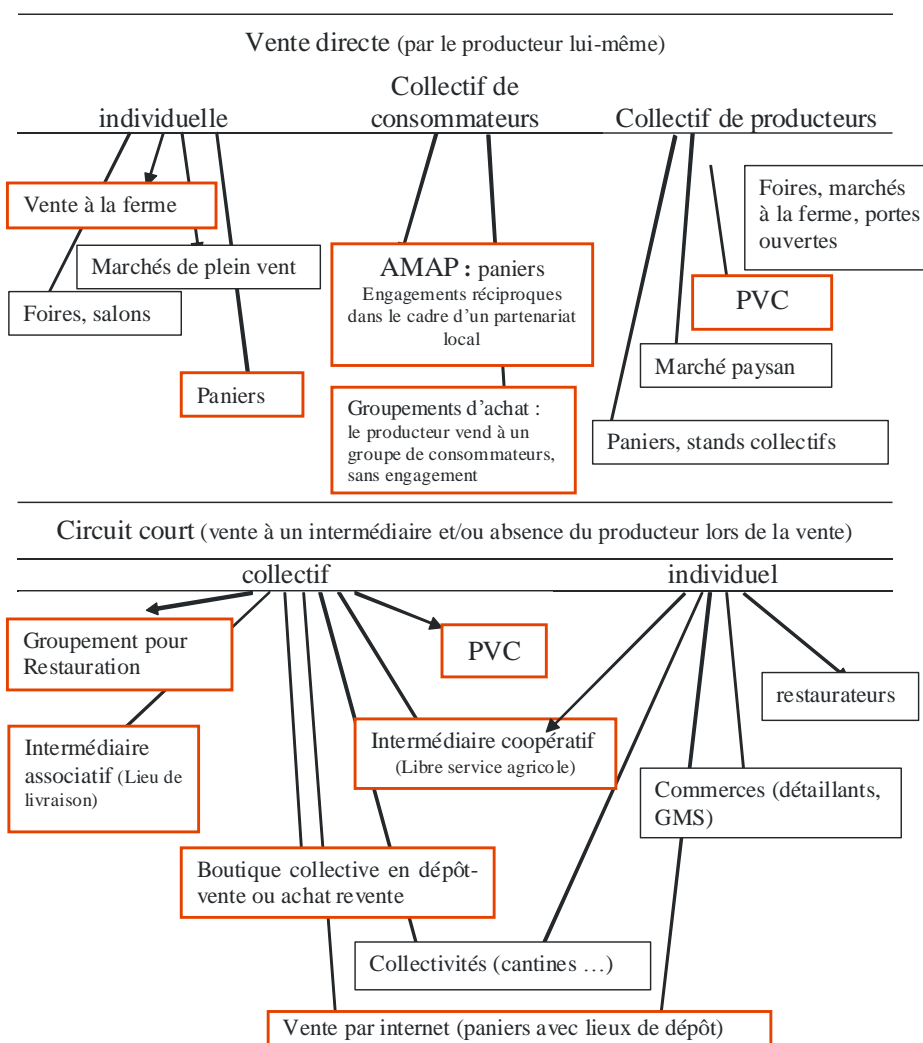 Vente directe (par le producteur lui-même)
individuelle
Collectif de
consommateurs
Collectif de producteurs
Vente à la ferme
Marchés de plein vent
Foires, salons
Paniers
AMAP : paniers
Engagements réciproques
dans le cadre d’un partenariat
local
Groupements d’achat :
le producteur vend à un
groupe de consommateurs,
sans engagement
Foires, marchés
à la ferme, portes
ouvertes
PVC
Marché paysan
Paniers, stands collectifs
Circuit court (vente à un intermédiaire et/ou absence du producteur lors de la vente)
collectif
individuel
Groupement pour
Restauration
PVC
restaurateurs
Intermédiaire
associatif (Lieu de
livraison)
Intermédiaire coopératif
(Libre service agricole)
Commerces (détaillants,
GMS)
Boutique collective en dépôt-
vente ou achat revente
Collectivités (cantines …)
Vente par internet (paniers avec lieux de dépôt)